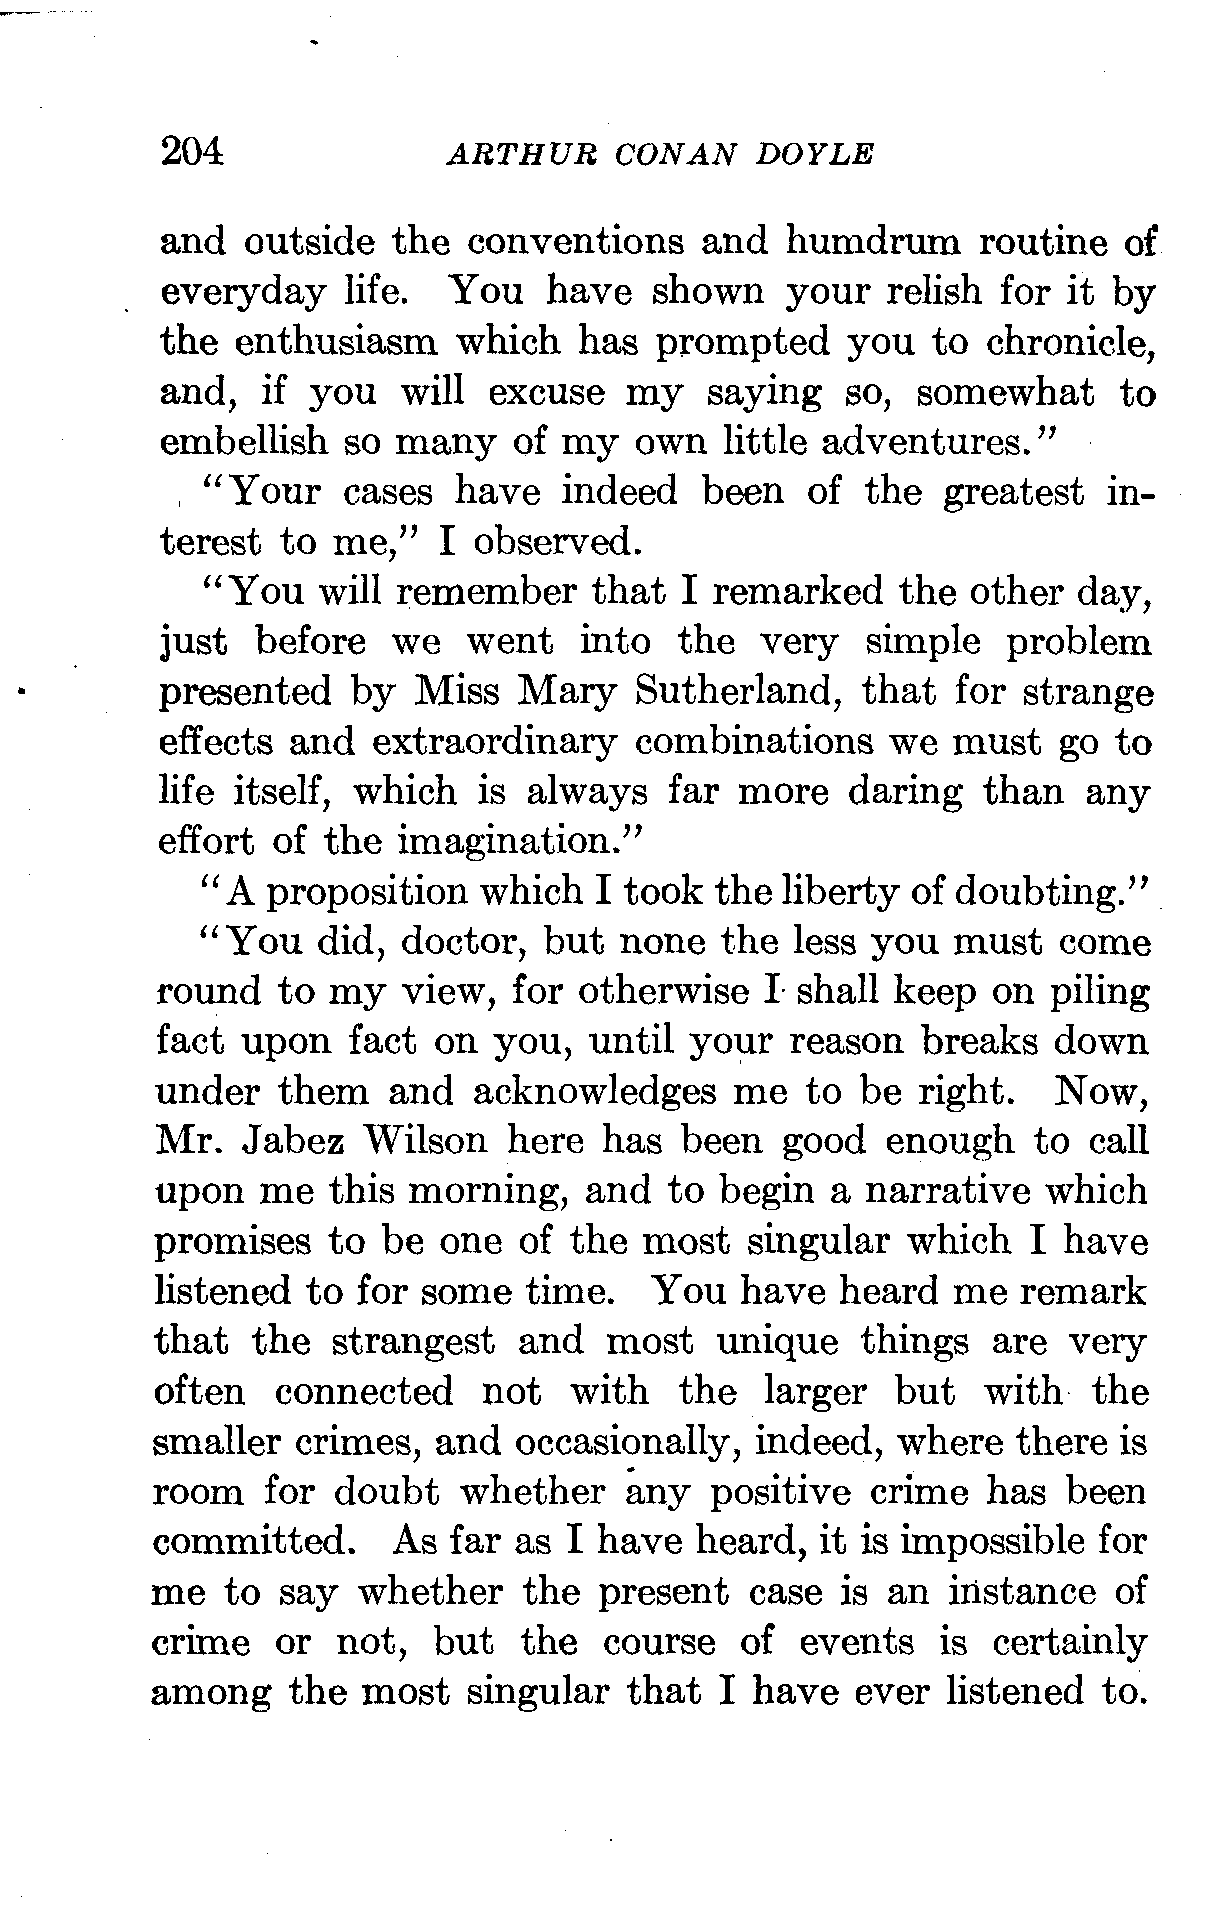 204 ARTHUR CONAN DOYLE
and outside the conventions and humdrum routine of
everyday life. You have shown your relish for it by
the enthusiasm which has prompted you to chronicle,
and, if you will excuse my saying so, somewhat to
embellish so many of my own little adventures.”
“Your cases have indeed been of the greatest in-
terest to me,” I observed.
“You will remember that I remarked the other day,
just before we went into the very simple problem
presented by Miss Mary Sutherland, that for strange
effects and extraordinary combinations we must go to
life itself, which is always far more daring than any
effort of the imagination.”
“A proposition which I took the liberty of doubting.”
“You did, doctor, but none the less you must come
round to my view, for otherwise I shall keep on piling
fact upon fact on you, until your reason breaks down
under them and acknowledges me to be right. Now,
Mr. Jabez Wilson here has been good enough to call
upon me this morning, and to begin a narrative which
promises to be one of the most singular which I have
listened to for some time. You have heard me remark
that the strangest and most unique things are very
often connected not with the larger but with the
smaller crimes, and occasionally, indeed, where there is
room for doubt whether any positive crime has been
committed. As far as I have heard, it is impossible for
me to say whether the present case is an instance of
crime or not, but the course of events is certainly
among the most singular that I have ever listened to.